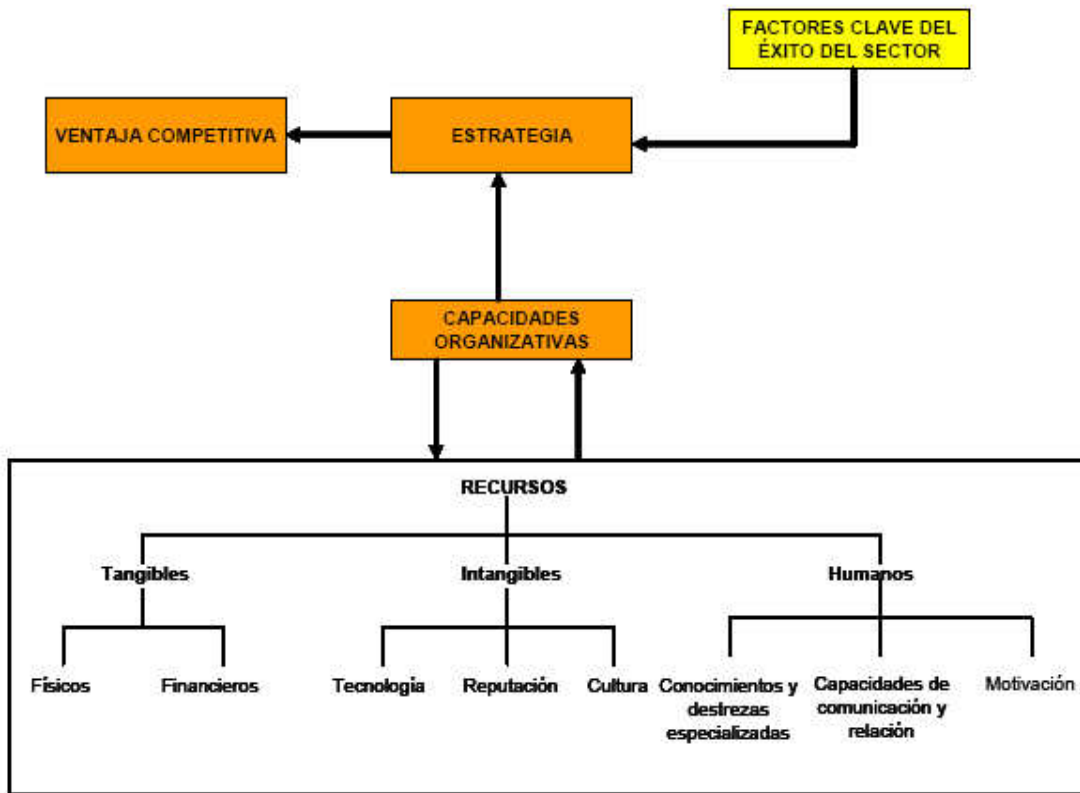 FACTORES CLAVE DEL
ÉXITO DEL SECTOR
VENTAJA COMPETITIVA
ESTRATEGIA
CAPACIDADES
ORGANIZATIVAS
RECURSOS
Tangibles
Intangibles
Humanos
Físicos
Financieros
Tecnología
Reputación
Cultura
Conocimientos y
destrezas
especializadas
Capacidades de
comunicación y
relación
Motivación